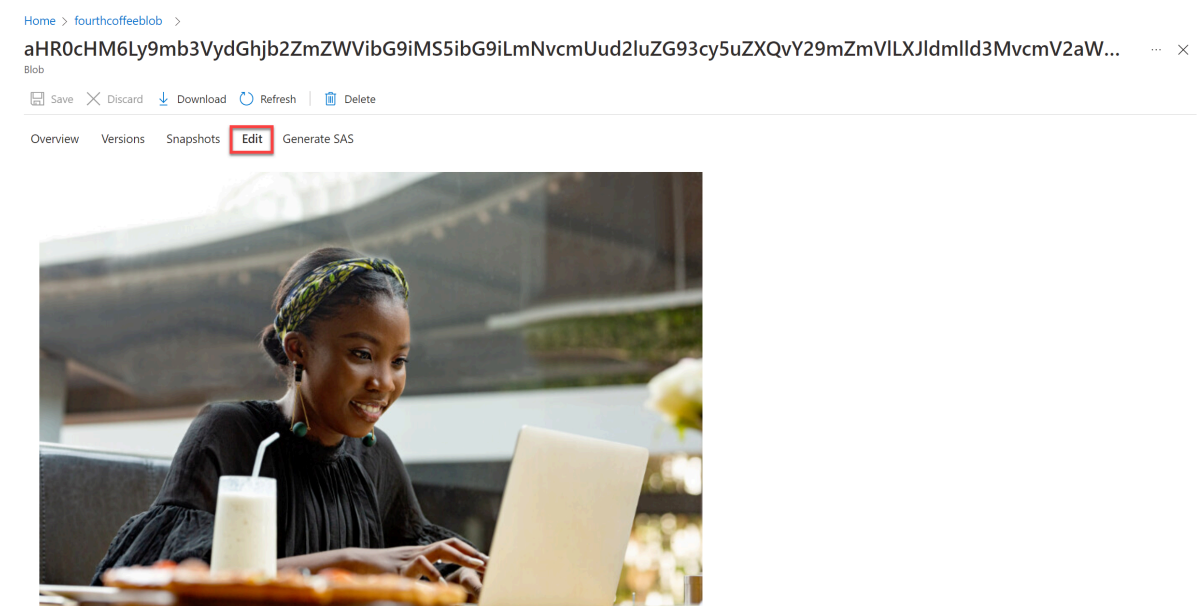 Home > fourthcoffeeblob >
aHR0cHM6Ly9mb3VydGhjb2ZmZWVibG9iMS5ibG9iLmNvcmUud2luZG93cy5uZXQvY29mZmVlLXJldmlld3MvcmV2aW...
Blob
Save Discard Download Refresh Delete
Overview Versions Snapshots Edit Generate SAS